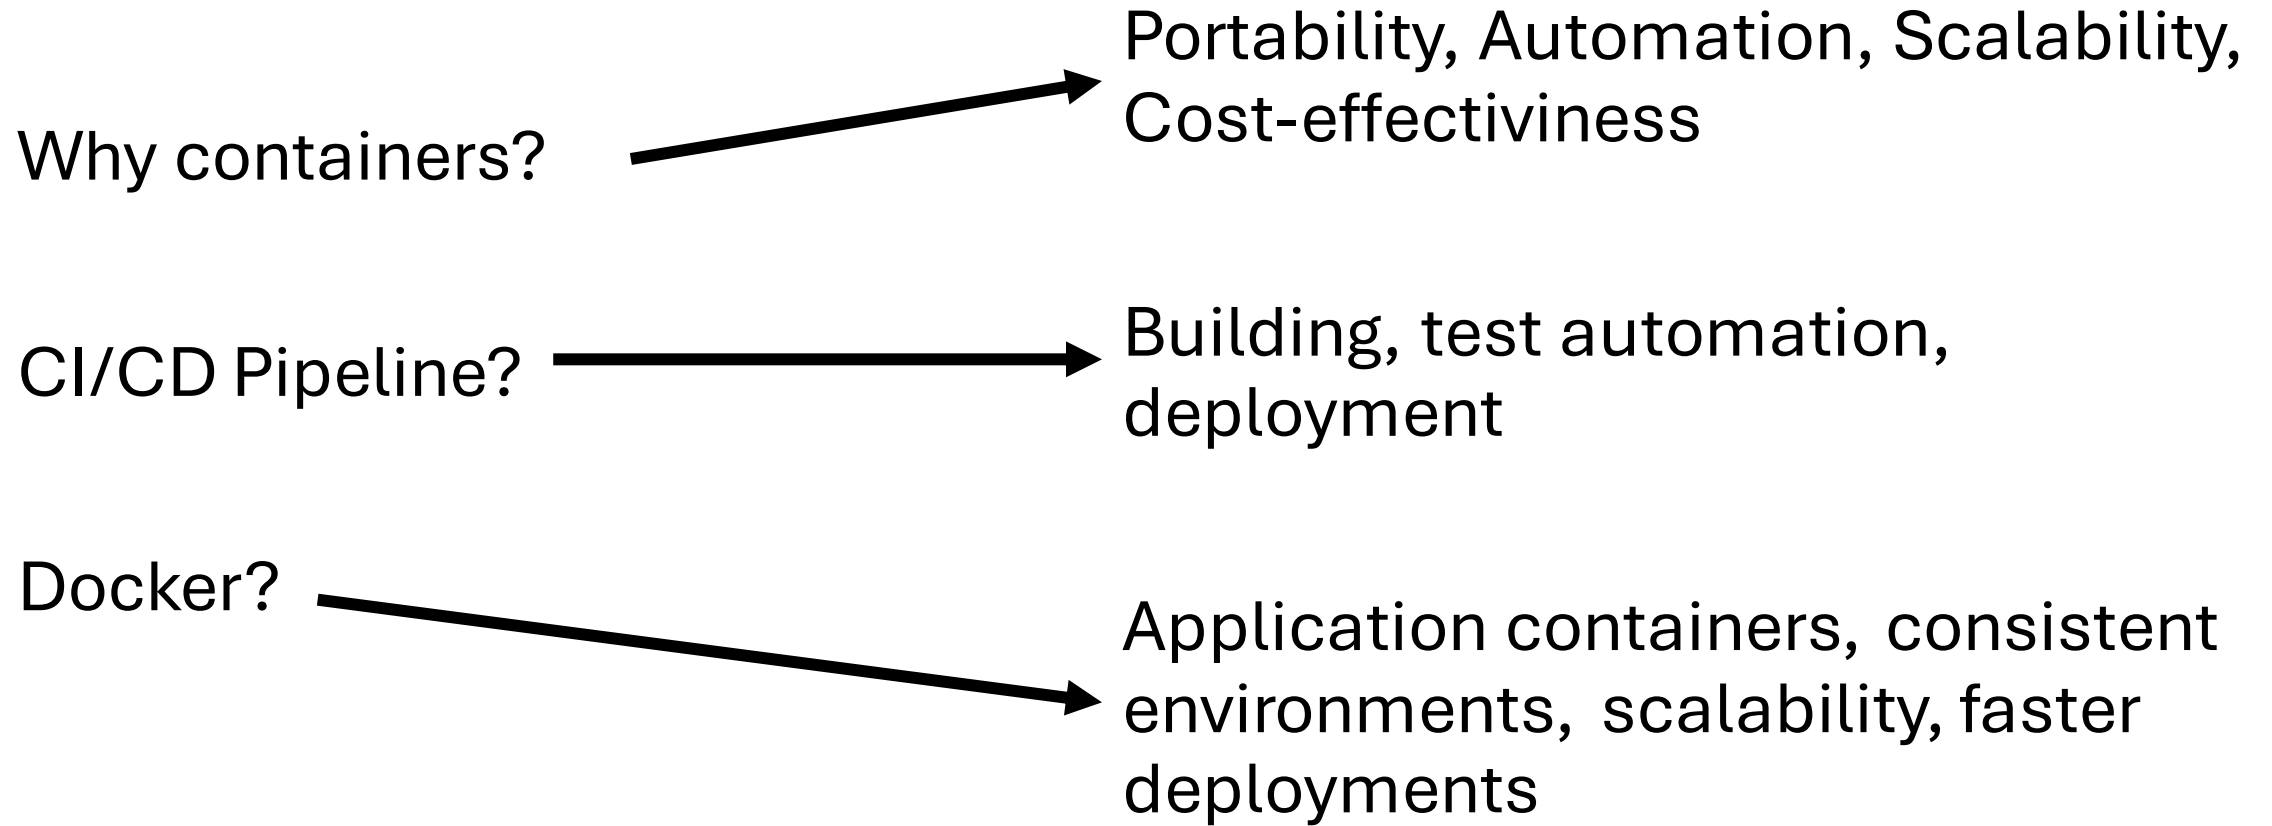 Why containers?
Portability, Automation, Scalability,
Cost-effectiviness
CI/CD Pipeline?
Building, test automation,
deployment
Docker?
Application containers, consistent
environments, scalability, faster
deployments